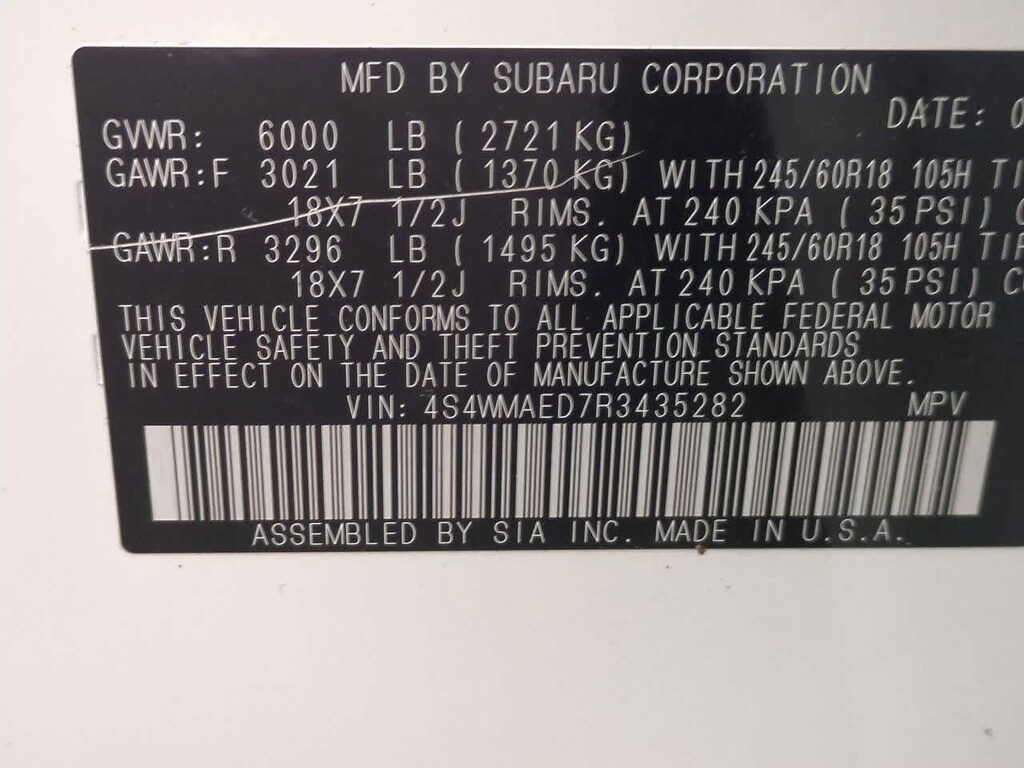 MFD BY SUBARU CORPORATION
DATE: 0
GVWR: 6000 LB ( 2721 KG)
GAWR:F 3021 LB ( 1370 KG) WITH 245/60R18 105H TI
18X7 1/2J RIMS. AT 240 KPA ( 35 PSI) C
GAWR:R 3296 LB ( 1495 KG) WITH 245/60R18 105H TIR
18X7 1/2J RIMS. AT 240 KPA ( 35 PSI) C
THIS VEHICLE CONFORMS TO ALL APPLICABLE FEDERAL MOTOR
VEHICLE SAFETY AND THEFT PREVENTION STANDARDS
IN EFFECT ON THE DATE OF MANUFACTURE SHOWN ABOVE.
VIN: 4S4WMAED7R3435282 MPV
ASSEMBLED BY SIA INC. MADE IN U.S.A.